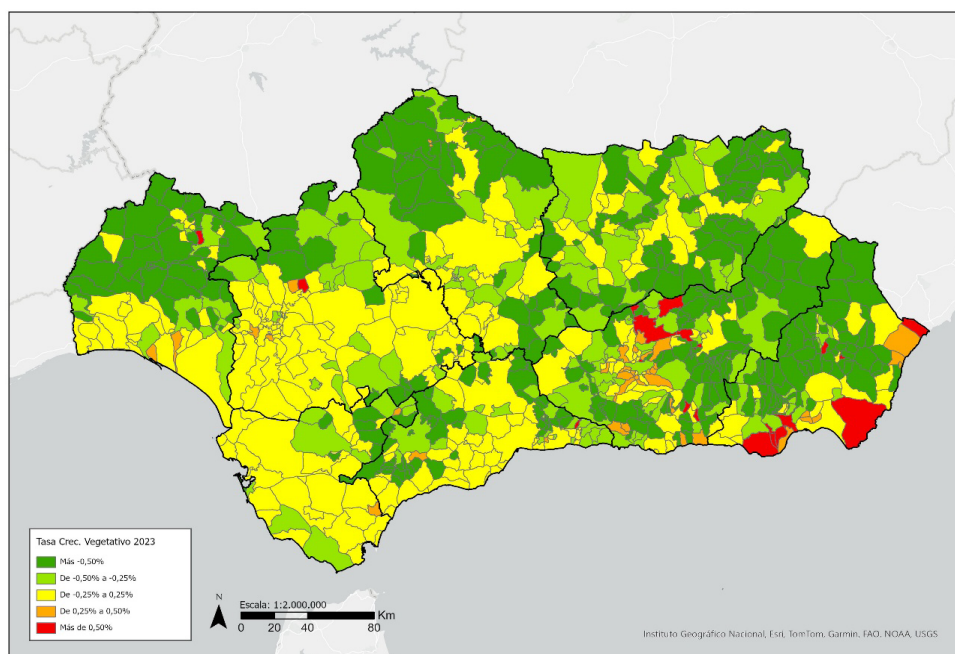 Tasa Crec. Vegetativo 2023
Más -0,50%
De -0,50% a -0,25%
De -0,25% a 0,25%
De 0,25% a 0,50%
Más de 0,50%
N
Escala: 1:2.000.000
Km
0 20 40 80
Instituto Geográfico Nacional, Esri, TomTom, Garmin, FAO, NOAA, USGS